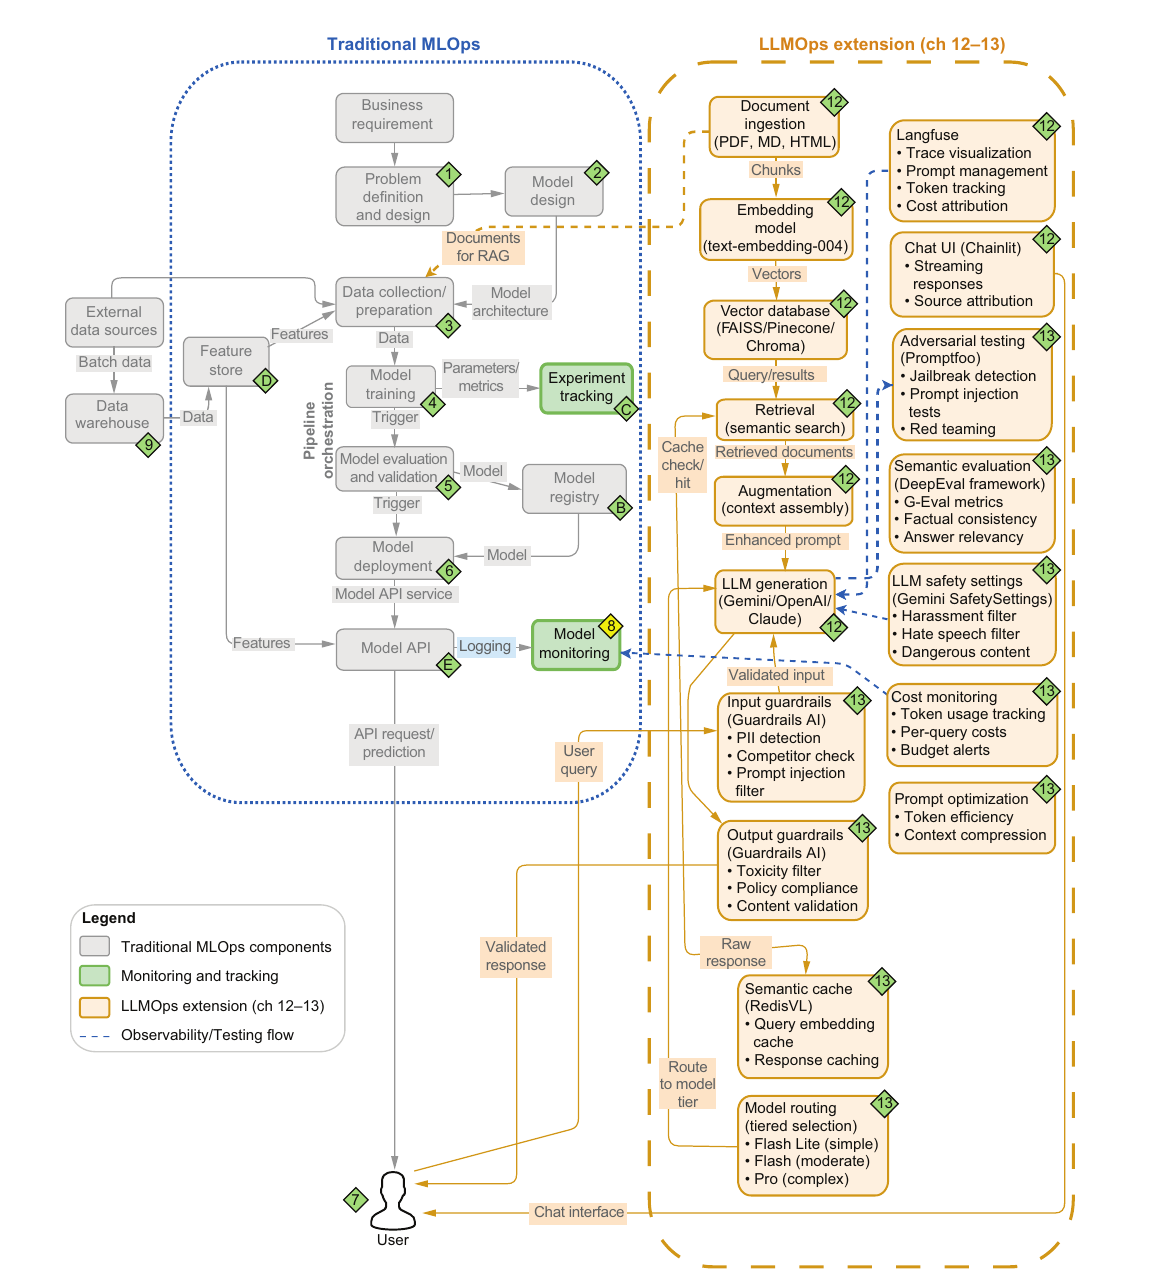 Traditional MLOps
LLMOps extension (ch 12–13)
Business
requirement
1
Problem
definition
and design
2
Model
design
Documents
for RAG
Model
architecture
External
data sources
Batch data
Data
warehouse
9
Data
Feature
store
D
Features
Data collection/
preparation
3
Data
Pipeline
orchestration
Model
training
4
Parameters/
metrics
Experiment
tracking
C
Trigger
Model evaluation
and validation
5
Model
Model
registry
B
Trigger
Model
deployment
6
Model
Model API service
Features
Model API
E
Logging
Model
monitoring
8
API request/
prediction
User
query
Validated
response
12
Document
ingestion
(PDF, MD, HTML)
Chunks
12
Embedding
model
(text-embedding-004)
Vectors
12
Vector database
(FAISS/Pinecone/
Chroma)
Query/results
12
Retrieval
(semantic search)
Cache
check/
hit
Retrieved documents
12
Augmentation
(context assembly)
Enhanced prompt
LLM generation
(Gemini/OpenAI/
Claude)
12
Validated input
13
Input guardrails
(Guardrails AI)
• PII detection
• Competitor check
• Prompt injection
filter
13
Output guardrails
(Guardrails AI)
• Toxicity filter
• Policy compliance
• Content validation
Raw
response
13
Semantic cache
(RedisVL)
• Query embedding
cache
• Response caching
Route
to model
tier
13
Model routing
(tiered selection)
• Flash Lite (simple)
• Flash (moderate)
• Pro (complex)
12
Langfuse
• Trace visualization
• Prompt management
• Token tracking
• Cost attribution
12
Chat UI (Chainlit)
• Streaming
responses
• Source attribution
13
Adversarial testing
(Promptfoo)
• Jailbreak detection
• Prompt injection
tests
• Red teaming
13
Semantic evaluation
(DeepEval framework)
• G-Eval metrics
• Factual consistency
• Answer relevancy
13
LLM safety settings
(Gemini SafetySettings)
• Harassment filter
• Hate speech filter
• Dangerous content
13
Cost monitoring
• Token usage tracking
• Per-query costs
• Budget alerts
13
Prompt optimization
• Token efficiency
• Context compression
Legend
Traditional MLOps components
Monitoring and tracking
LLMOps extension (ch 12–13)
Observability/Testing flow
7
User
Chat interface